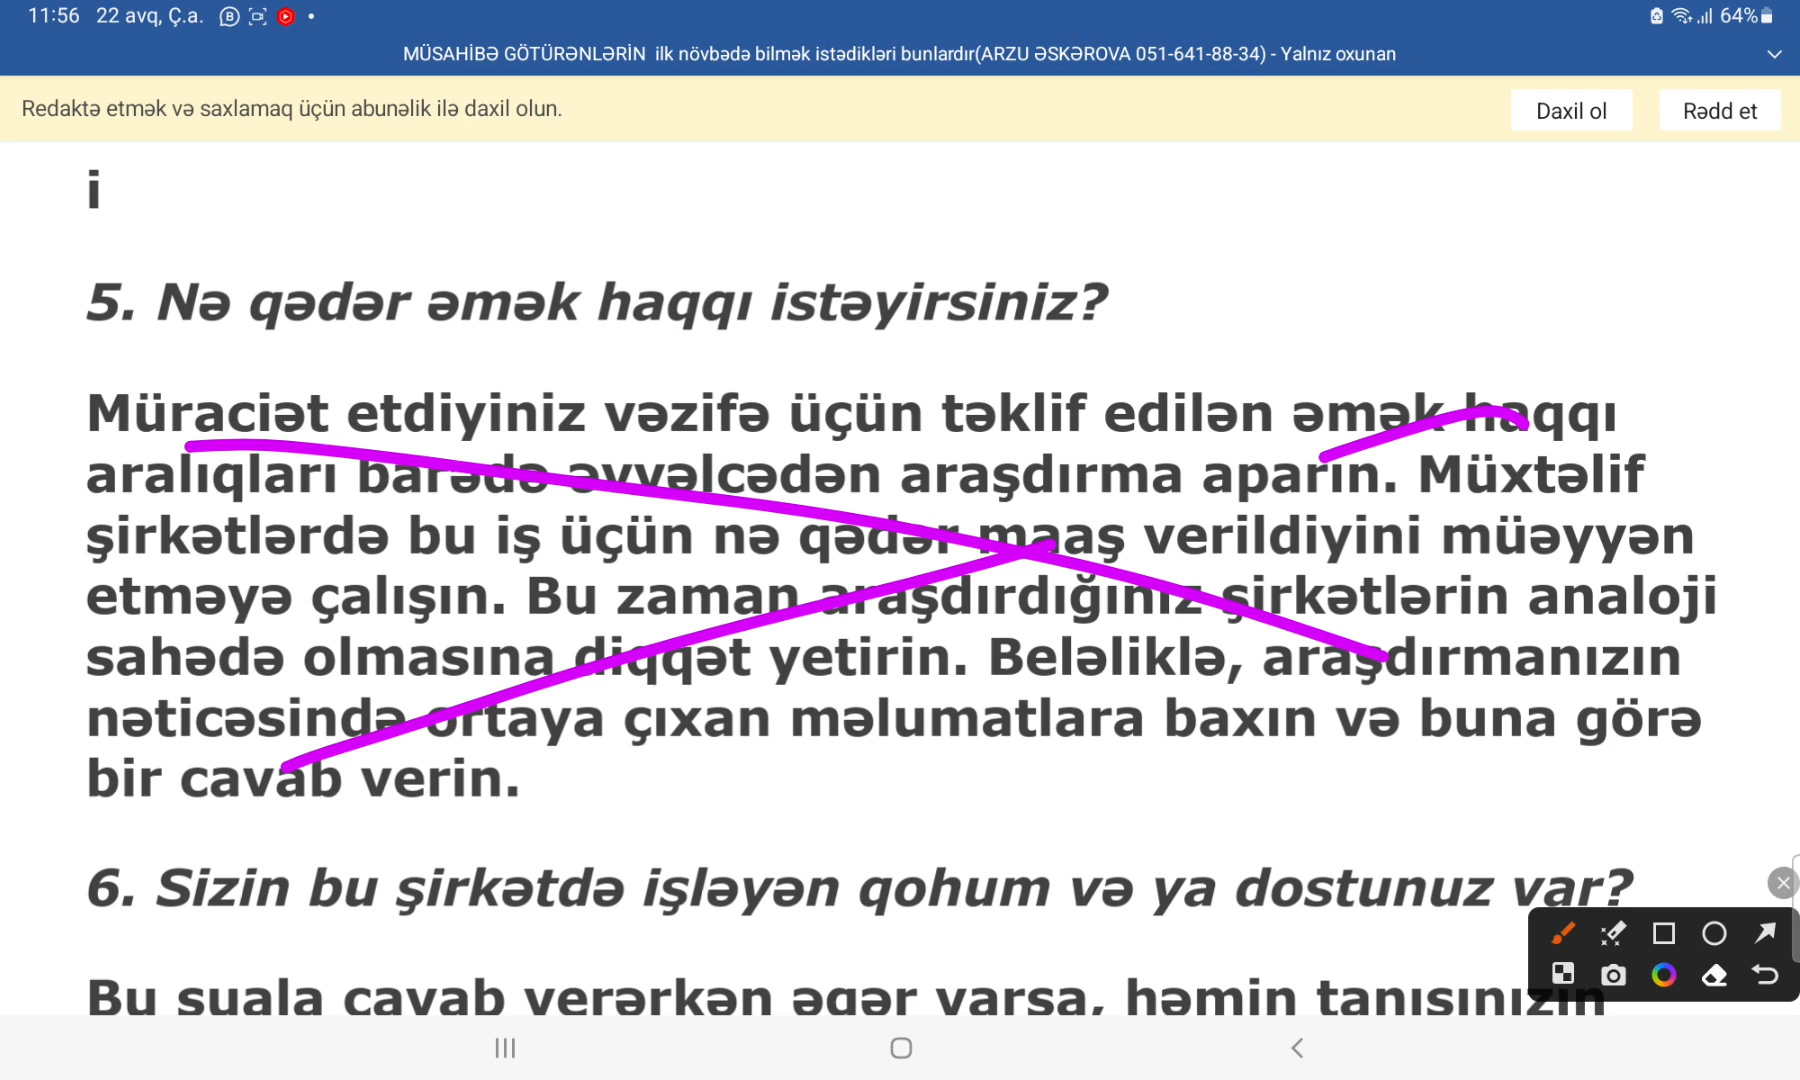 11:56 22 avq, Ç.a.
64%
MÜSAHİBƏ GÖTÜRƏNLƏRİN ilk növbədə bilmək istədikləri bunlardır(ARZU ƏSKƏROVA 051-641-88-34) - Yalnız oxunan
Redaktə etmək və saxlamaq üçün abunəlik ilə daxil olun.
Daxil ol
Rədd et
i
5. Nə qədər əmək haqqı istəyirsiniz?
Müraciət etdiyiniz vəzifə üçün təklif edilən əmək haqqı
aralıqları barədə əvvəlcədən araşdırma aparın. Müxtəlif
şirkətlərdə bu iş üçün nə qədər maaş verildiyini müəyyən
etməyə çalışın. Bu zaman araşdırdığınız şirkətlərin analoji
sahədə olmasına diqqət yetirin. Beləliklə, araşdırmanızın
nəticəsində ortaya çıxan məlumatlara baxın və buna görə
bir cavab verin.
6. Sizin bu şirkətdə işləyən qohum və ya dostunuz var?
Bu suala cavab verərkən əgər varsa, həmin tanışınızın